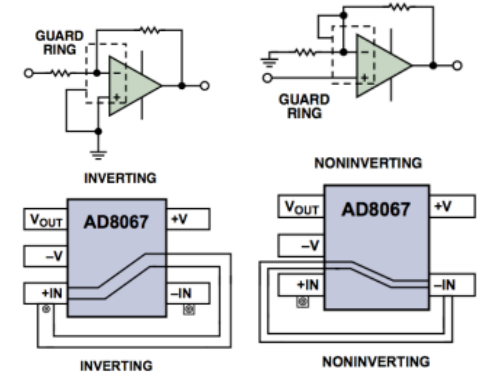 GUARD
RING
−
+
INVERTING
−
+
GUARD
RING
NONINVERTING
VOUT
AD8067
+V
−V
+IN
−IN
INVERTING
VOUT
AD8067
+V
−V
+IN
−IN
NONINVERTING